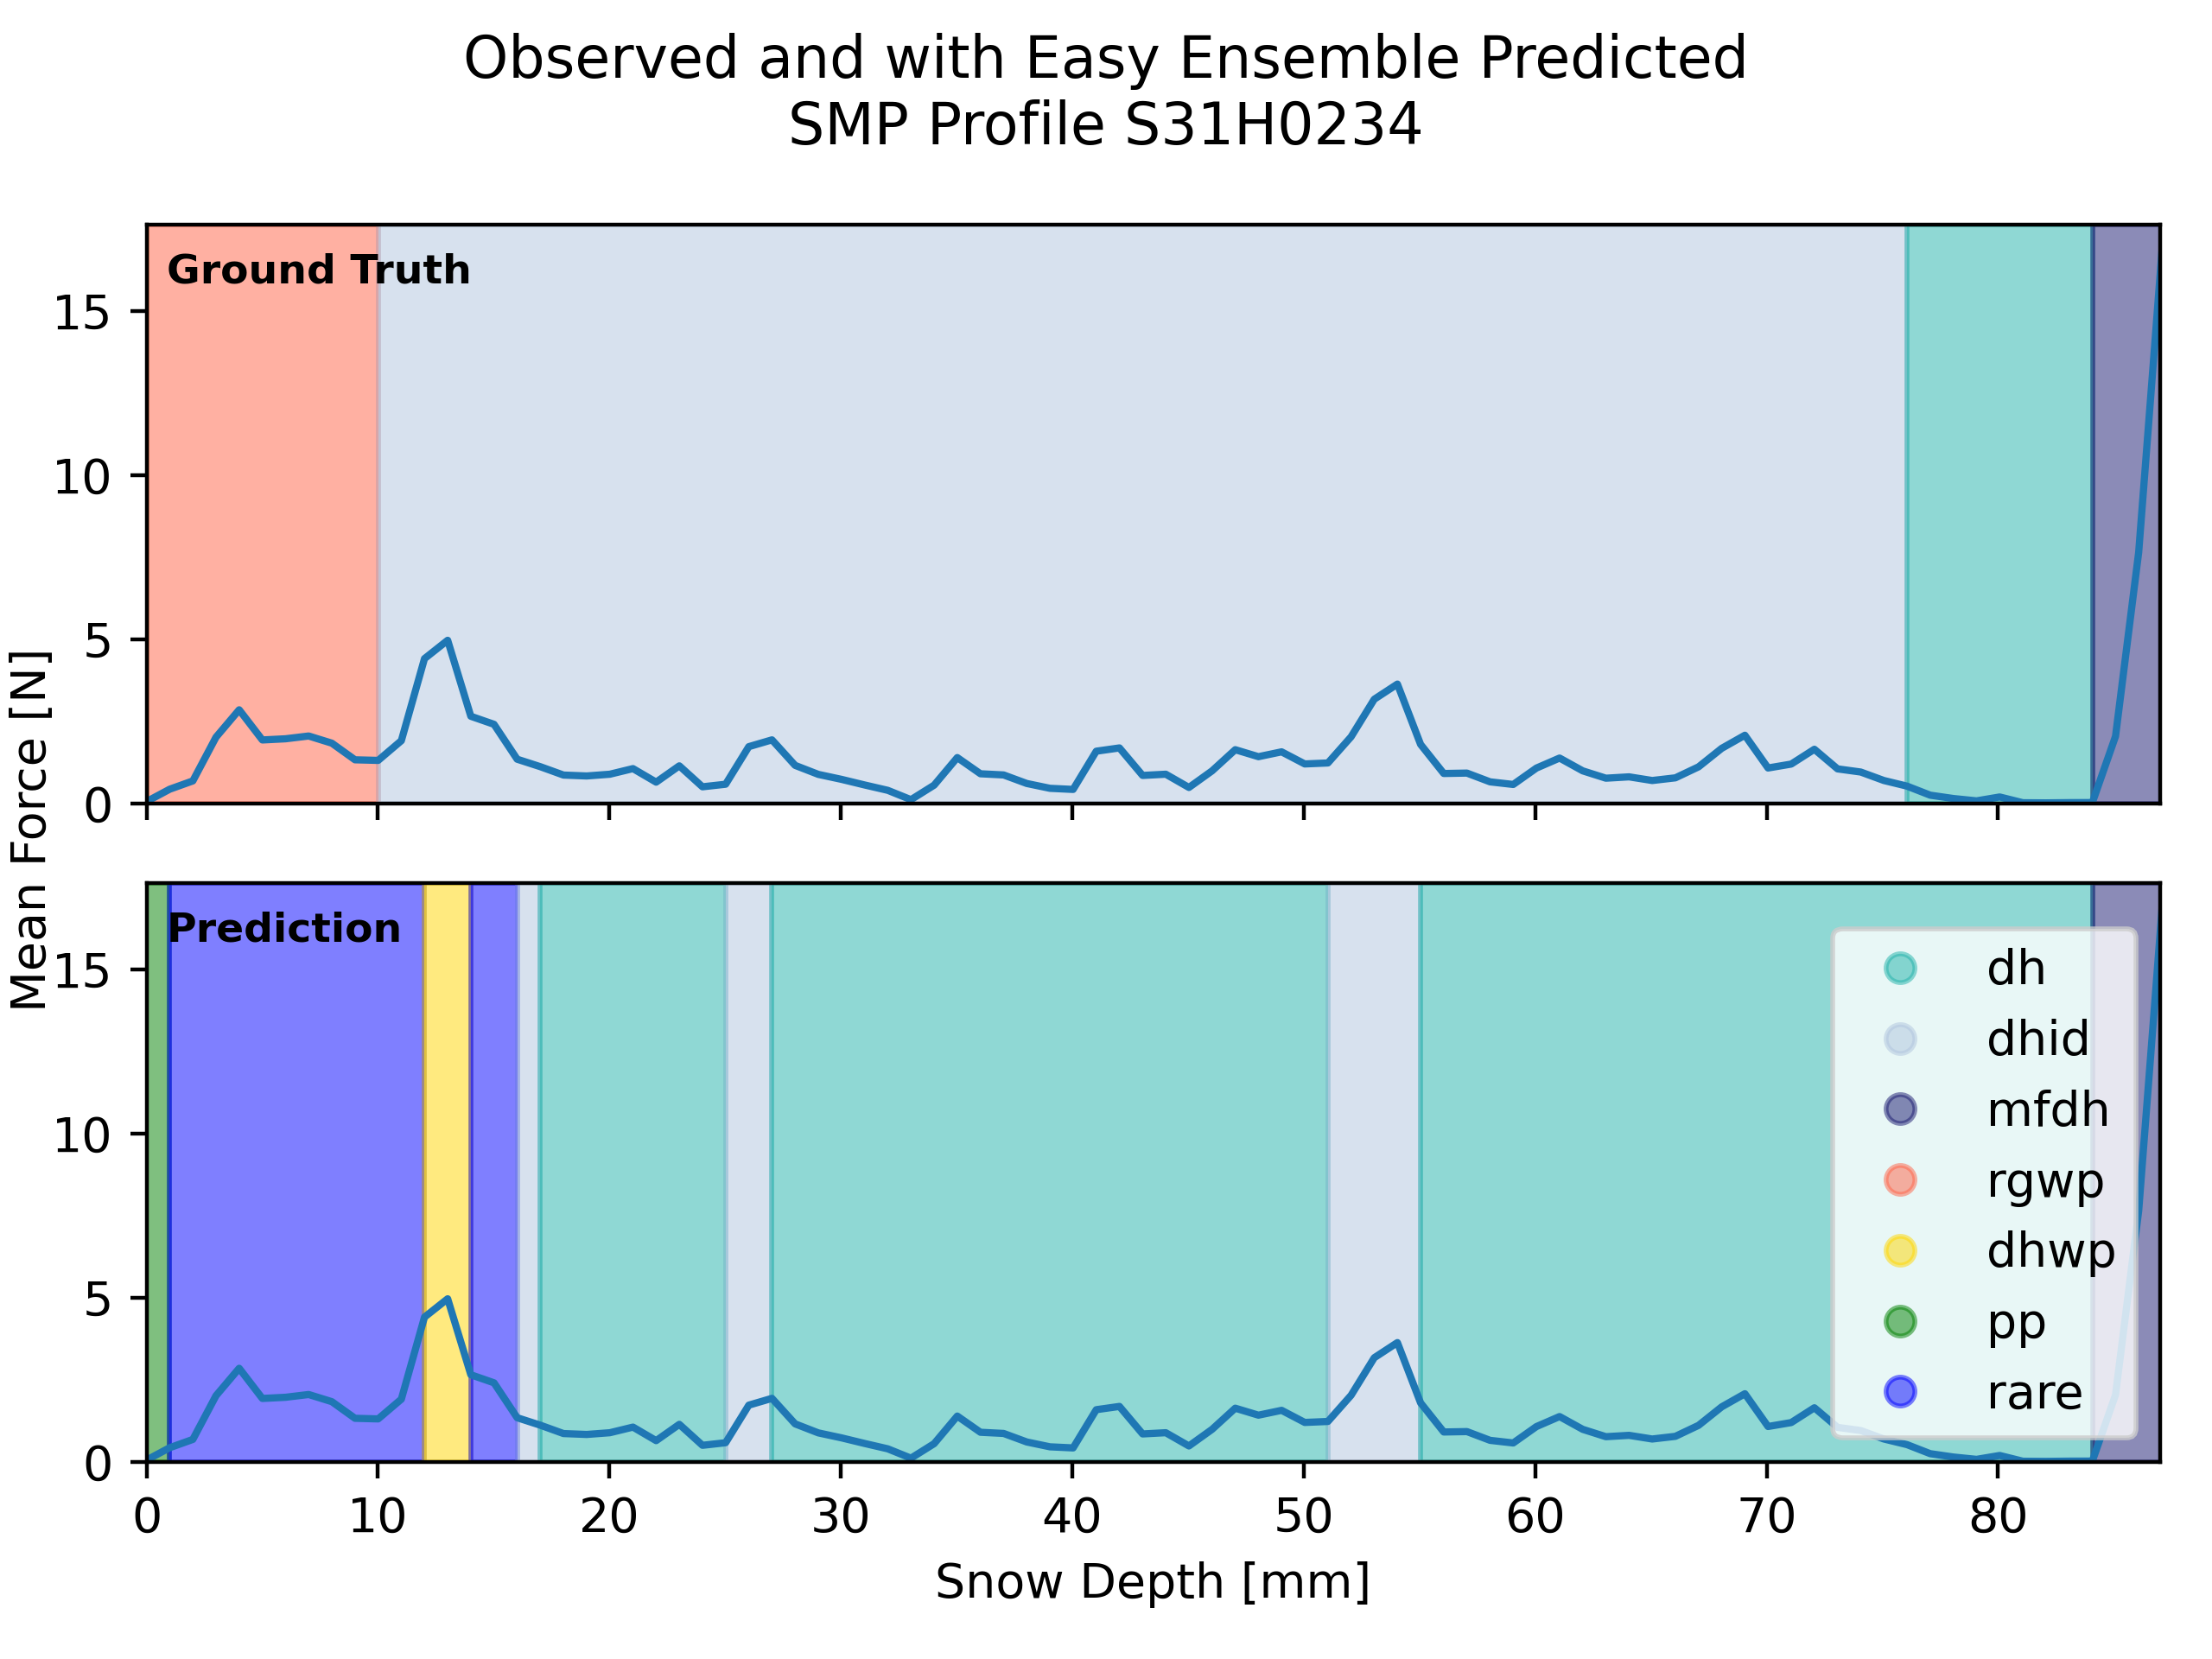 Observed and with Easy Ensemble Predicted
SMP Profile S31H0234
Ground Truth
15
10
5
0
Mean Force [N]
Prediction
15
10
5
0
dh
dhid
mfdh
rgwp
dhwp
pp
rare
0 10 20 30 40 50 60 70 80
Snow Depth [mm]